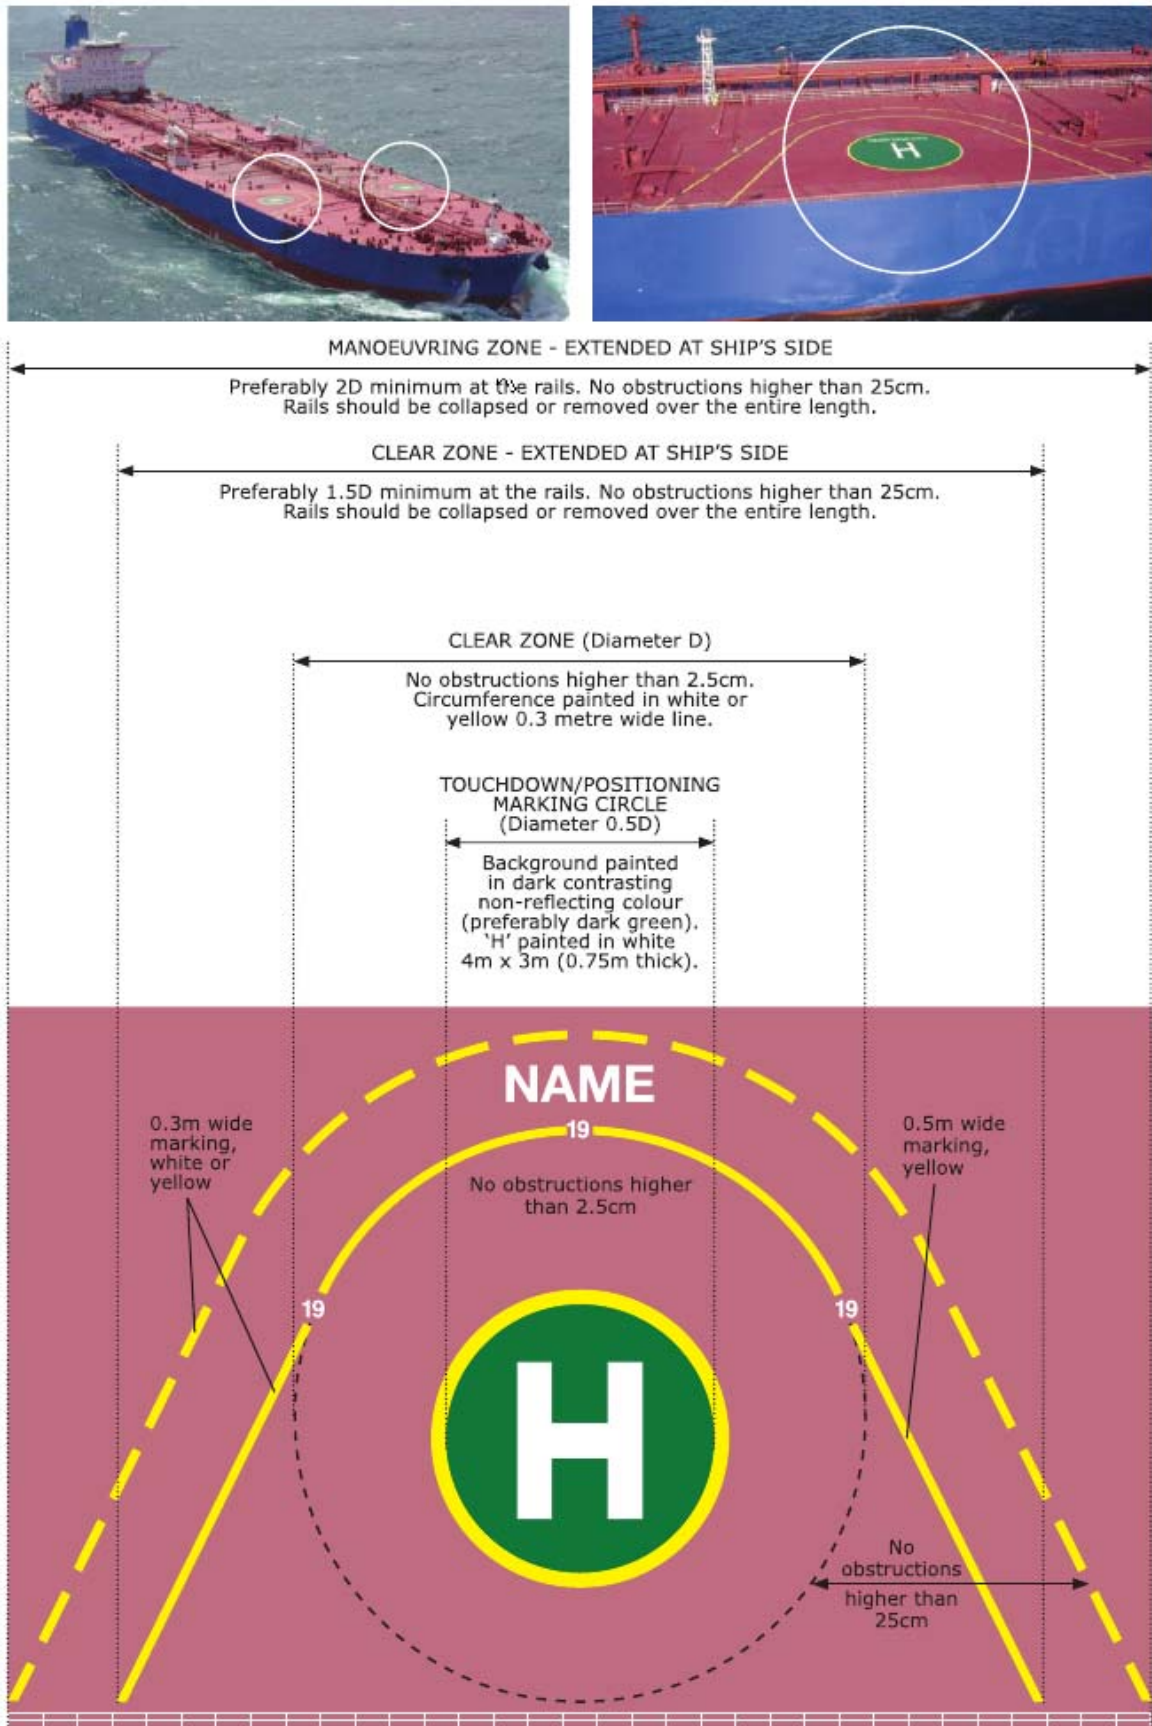 H
MANOEUVRING ZONE - EXTENDED AT SHIP'S SIDE
Preferably 2D minimum at the rails. No obstructions higher than 25cm.
Rails should be collapsed or removed over the entire length.
CLEAR ZONE - EXTENDED AT SHIP'S SIDE
Preferably 1.5D minimum at the rails. No obstructions higher than 25cm.
Rails should be collapsed or removed over the entire length.
CLEAR ZONE (Diameter D)
No obstructions higher than 2.5cm.
Circumference painted in white or
yellow 0.3 metre wide line.
TOUCHDOWN/POSITIONING
MARKING CIRCLE
(Diameter 0.5D)
Background painted
in dark contrasting
non-reflecting colour
(preferably dark green).
‘H’ painted in white
4m x 3m (0.75m thick).
NAME
19
0.3m wide
marking,
white or
yellow
0.5m wide
marking,
yellow
No obstructions higher
than 2.5cm
19
19
H
No
obstructions
higher than
25cm